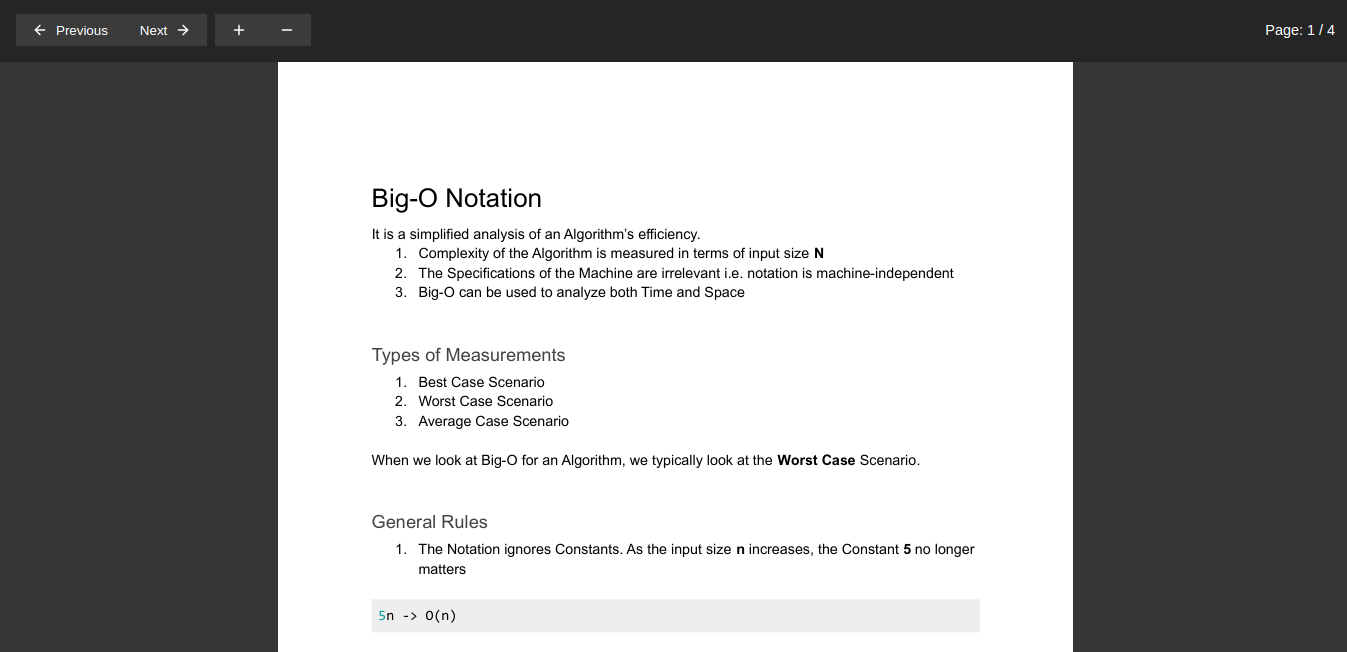 Previous Next + − Page: 1 / 4
Big-O Notation
It is a simplified analysis of an Algorithm’s efficiency.
1. Complexity of the Algorithm is measured in terms of input size N
2. The Specifications of the Machine are irrelevant i.e. notation is machine-independent
3. Big-O can be used to analyze both Time and Space
Types of Measurements
1. Best Case Scenario
2. Worst Case Scenario
3. Average Case Scenario
When we look at Big-O for an Algorithm, we typically look at the Worst Case Scenario.
General Rules
1. The Notation ignores Constants. As the input size n increases, the Constant 5 no longer
matters
5n -> O(n)